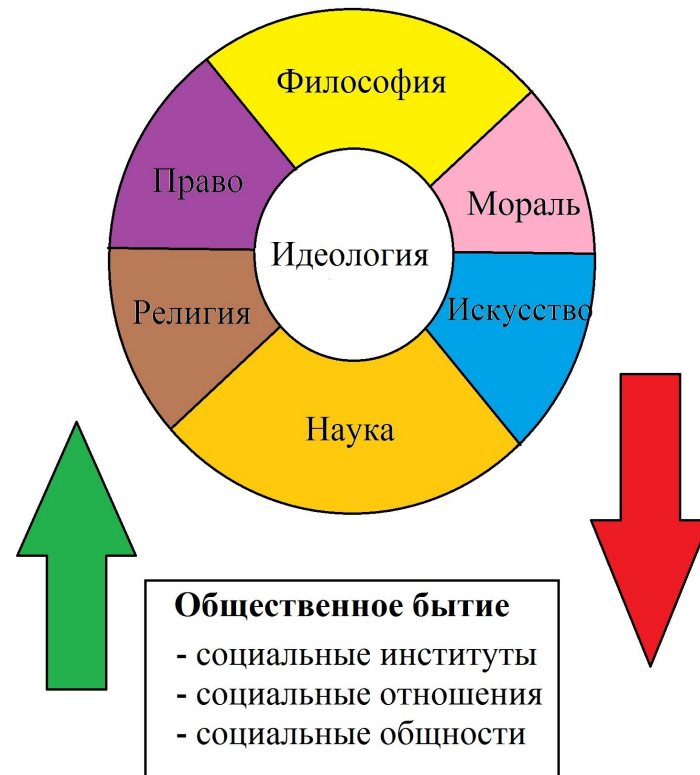 Философия
Право
Мораль
Идеология
Религия
Искусство
Наука
Общественное бытие
- социальные институты
- социальные отношения
- социальные общности